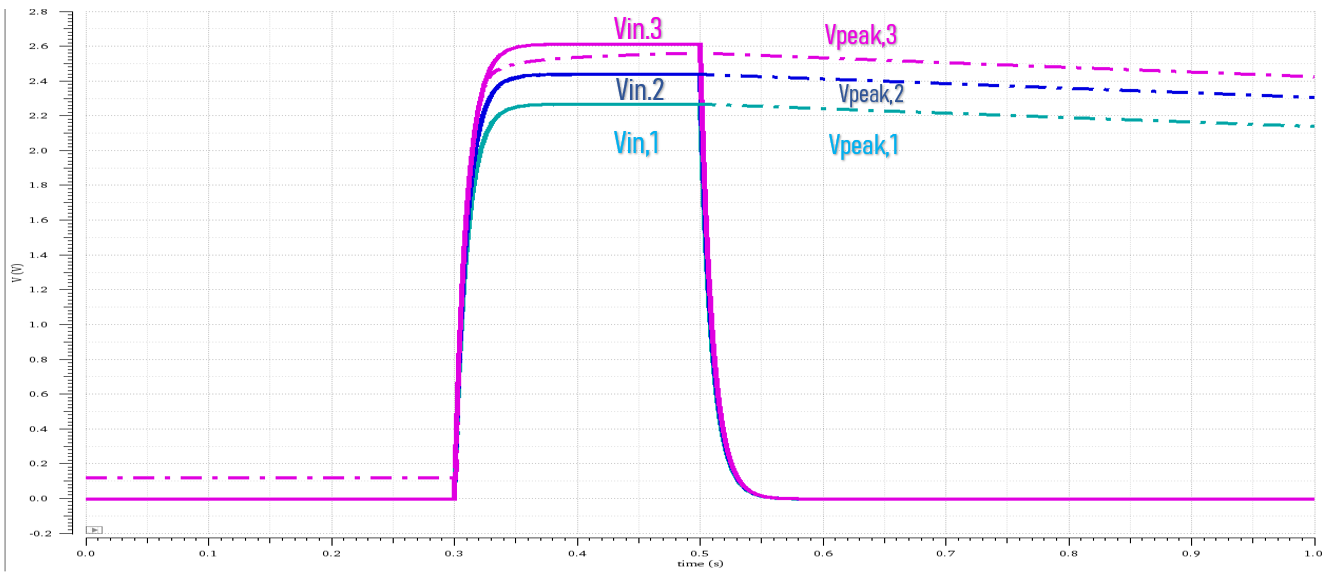 2.8
2.6
2.4
2.2
2.0
1.8
1.6
1.4
1.2
1.0
0.8
0.6
0.4
0.2
0.0
-0.2
V (V)
Vin.3
Vpeak,3
Vin.2
Vpeak,2
Vin,1
Vpeak,1
0.0 0.1 0.2 0.3 0.4 0.5 0.6 0.7 0.8 0.9 1.0
time (s)